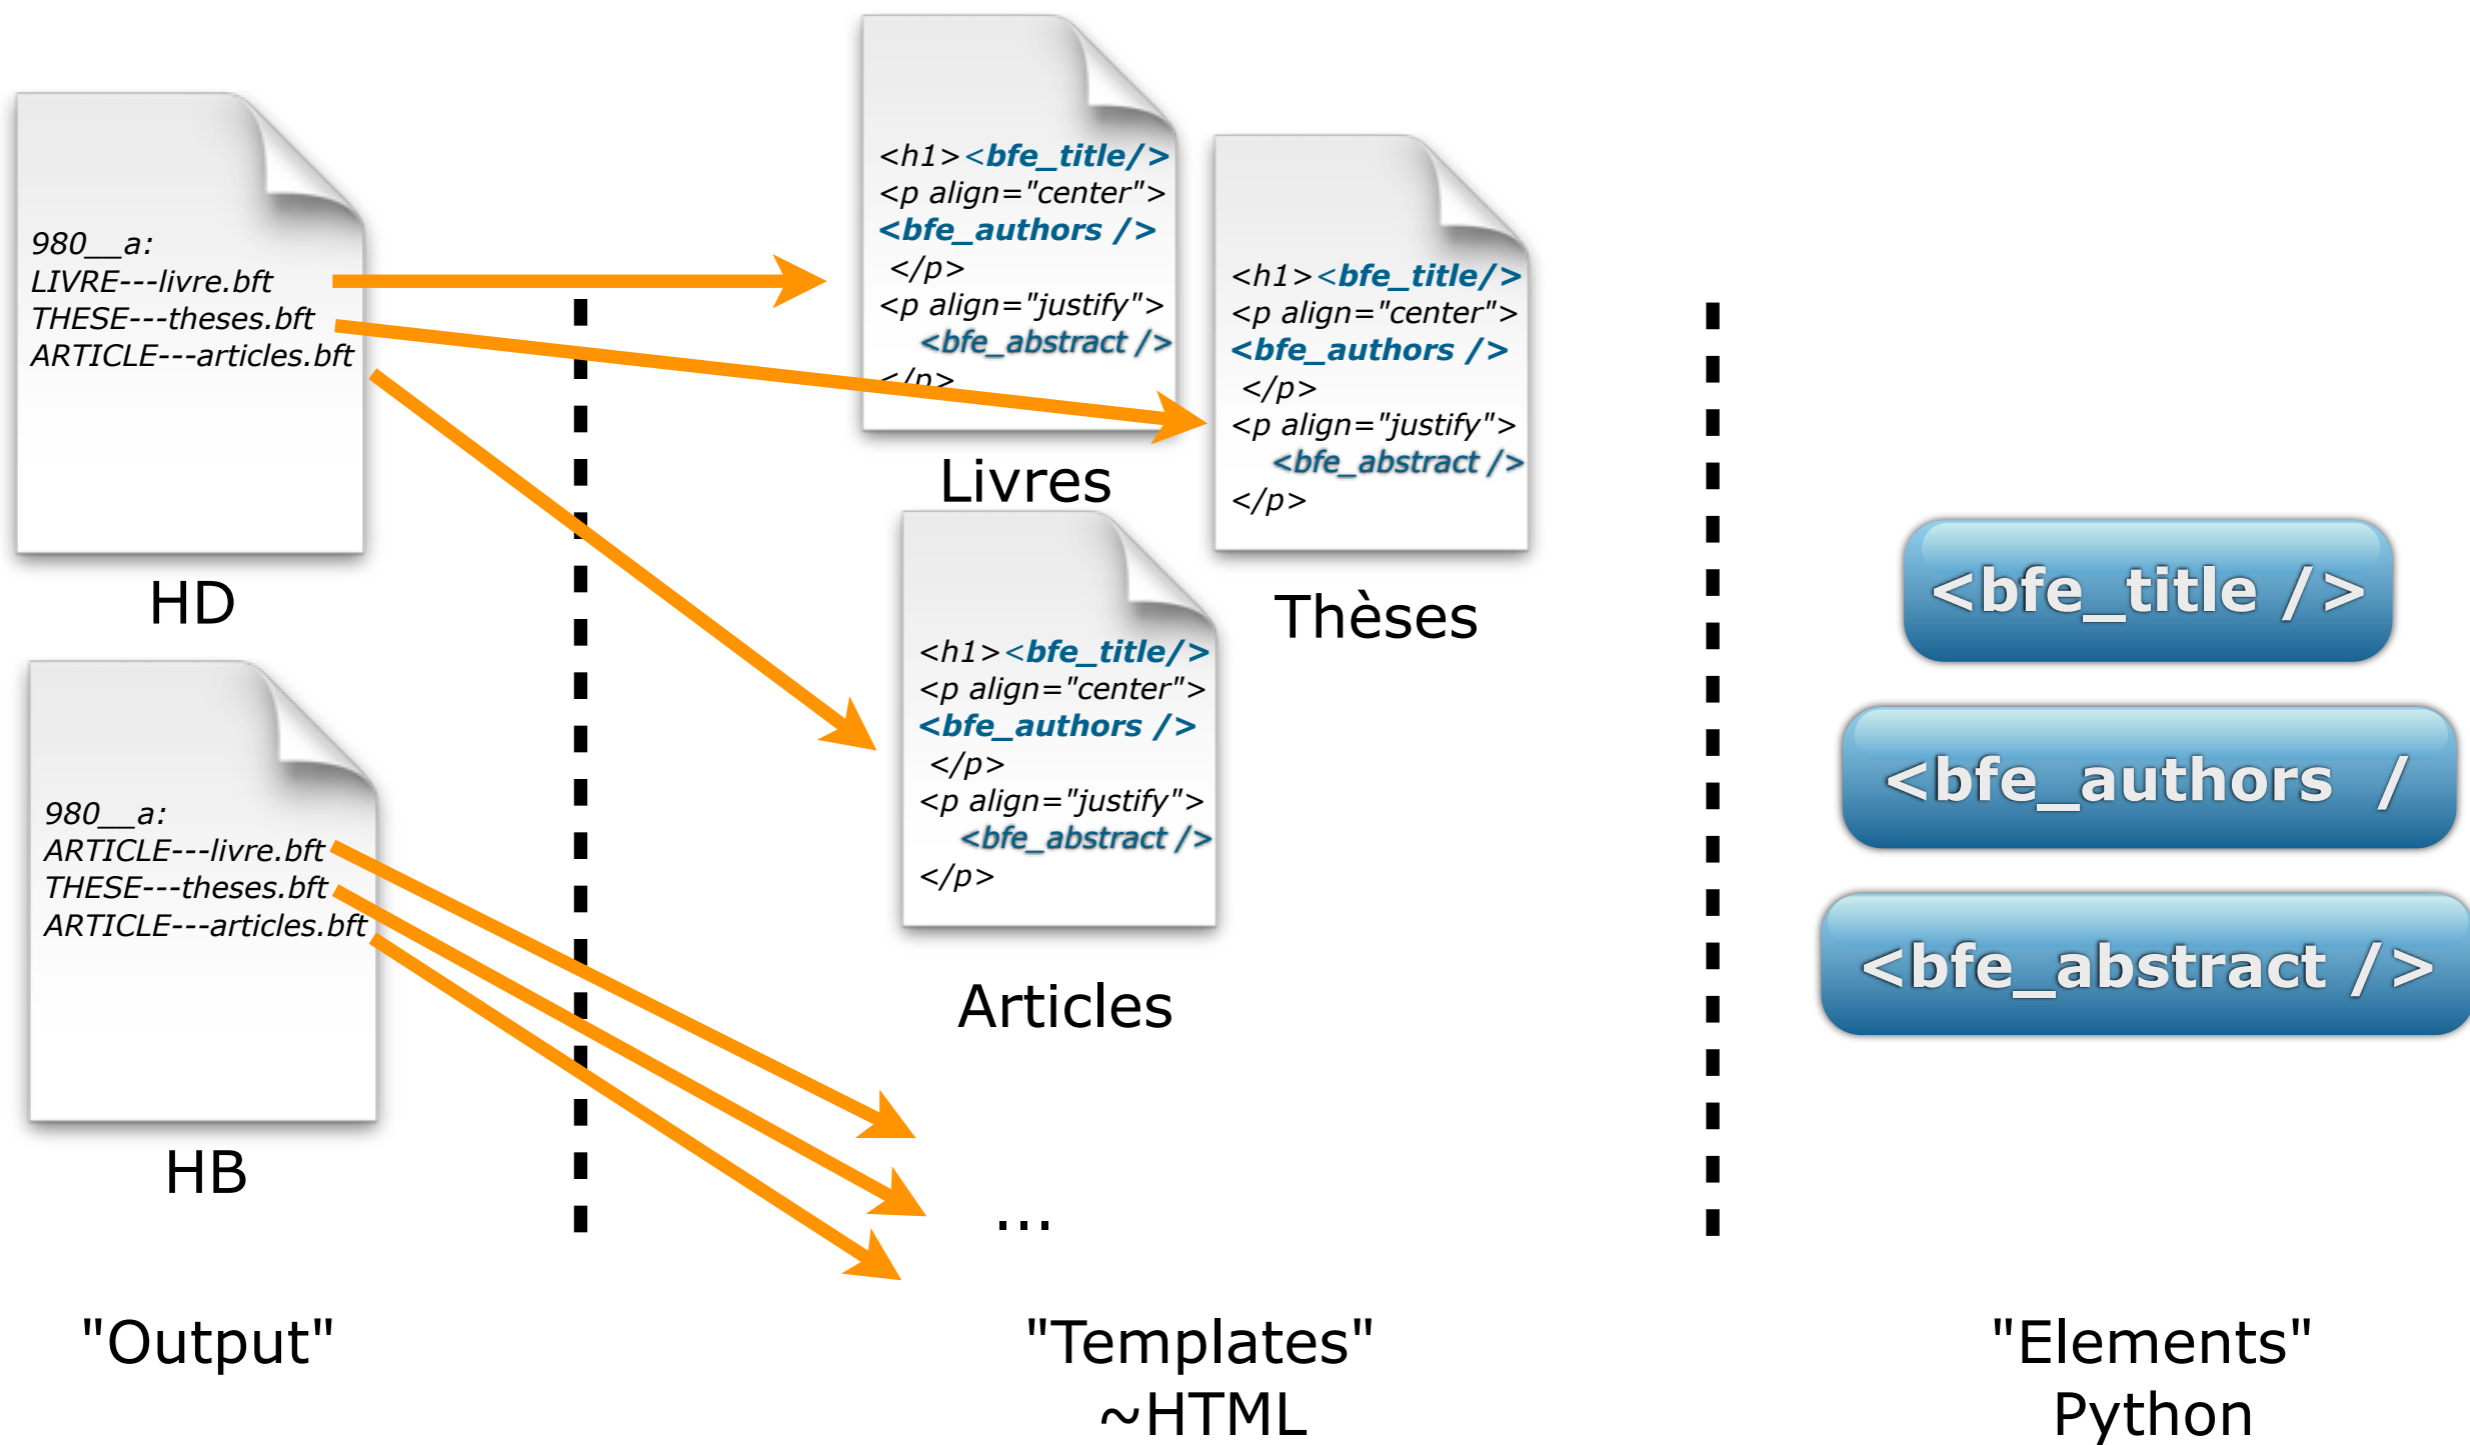 980__a:
LIVRE---livre.bft
THESE---theses.bft
ARTICLE---articles.bft
HD
980__a:
ARTICLE---livre.bft
THESE---theses.bft
ARTICLE---articles.bft
HB
"Output"
<h1><bfe_title/>
<p align="center">
<bfe_authors />
</p>
<p align="justify">
<bfe_abstract />
</p>
Livres
<h1><bfe_title/>
<p align="center">
<bfe_authors />
</p>
<p align="justify">
<bfe_abstract />
</p>
Thèses
<h1><bfe_title/>
<p align="center">
<bfe_authors />
</p>
<p align="justify">
<bfe_abstract />
</p>
Articles
...
"Templates"
~HTML
<bfe_title />
<bfe_authors /
<bfe_abstract />
"Elements"
Python